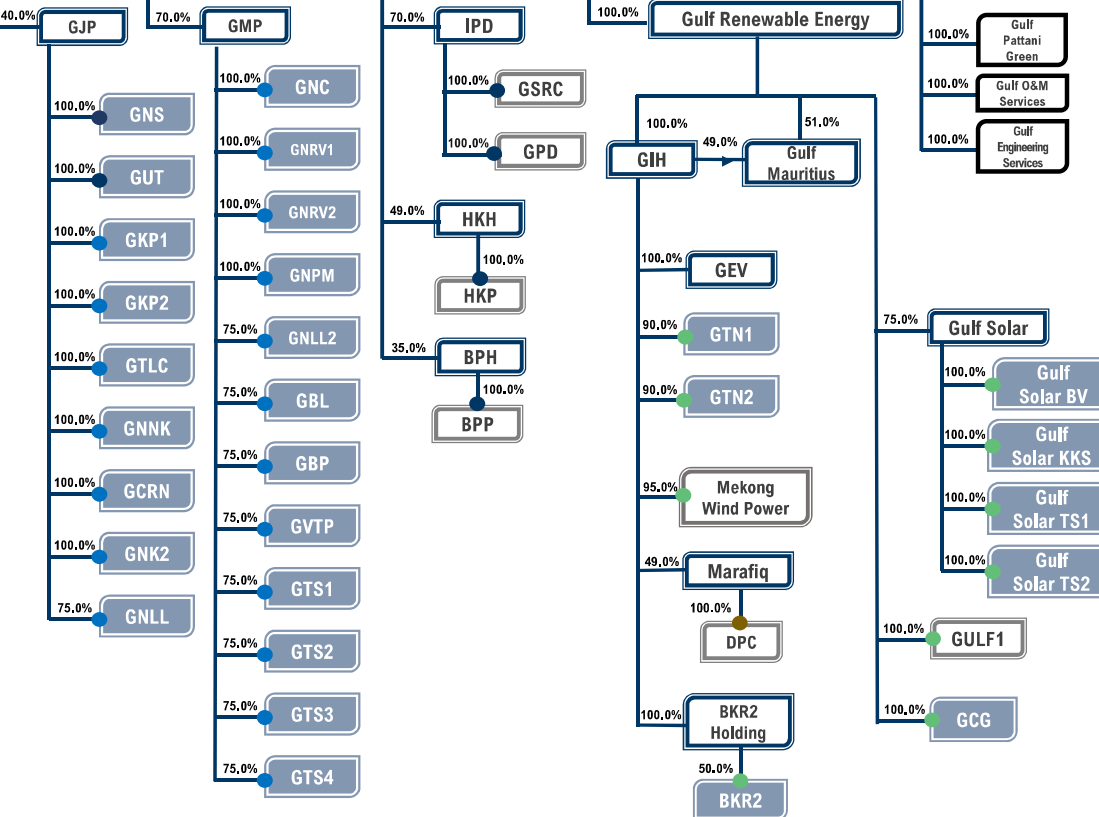 40.0%
GJP
100.0%
GNS
100.0%
GUT
100.0%
GKP1
100.0%
GKP2
100.0%
GTLC
100.0%
GNNK
100.0%
GCRN
100.0%
GNK2
75.0%
GNLL
70.0%
GMP
100.0%
GNC
100.0%
GNRV1
100.0%
GNRV2
100.0%
GNPM
75.0%
GNLL2
75.0%
GBL
75.0%
GBP
75.0%
GVTP
75.0%
GTS1
75.0%
GTS2
75.0%
GTS3
75.0%
GTS4
70.0%
IPD
100.0%
GSRC
100.0%
GPD
49.0%
HKH
100.0%
HKP
35.0%
BPH
100.0%
BPP
100.0%
Gulf Renewable Energy
100.0%
GIH
49.0%
51.0%
Gulf
Mauritius
100.0%
GEV
90.0%
GTN1
90.0%
GTN2
95.0%
Mekong
Wind Power
49.0%
Marafiq
100.0%
DPC
100.0%
BKR2
Holding
50.0%
BKR2
75.0%
Gulf Solar
100.0%
Gulf
Solar BV
100.0%
Gulf
Solar KKS
100.0%
Gulf
Solar TS1
100.0%
Gulf
Solar TS2
100.0%
GULF1
100.0%
GCG
100.0%
Gulf
Pattani
Green
100.0%
Gulf O&M
Services
100.0%
Gulf
Engineering
Services